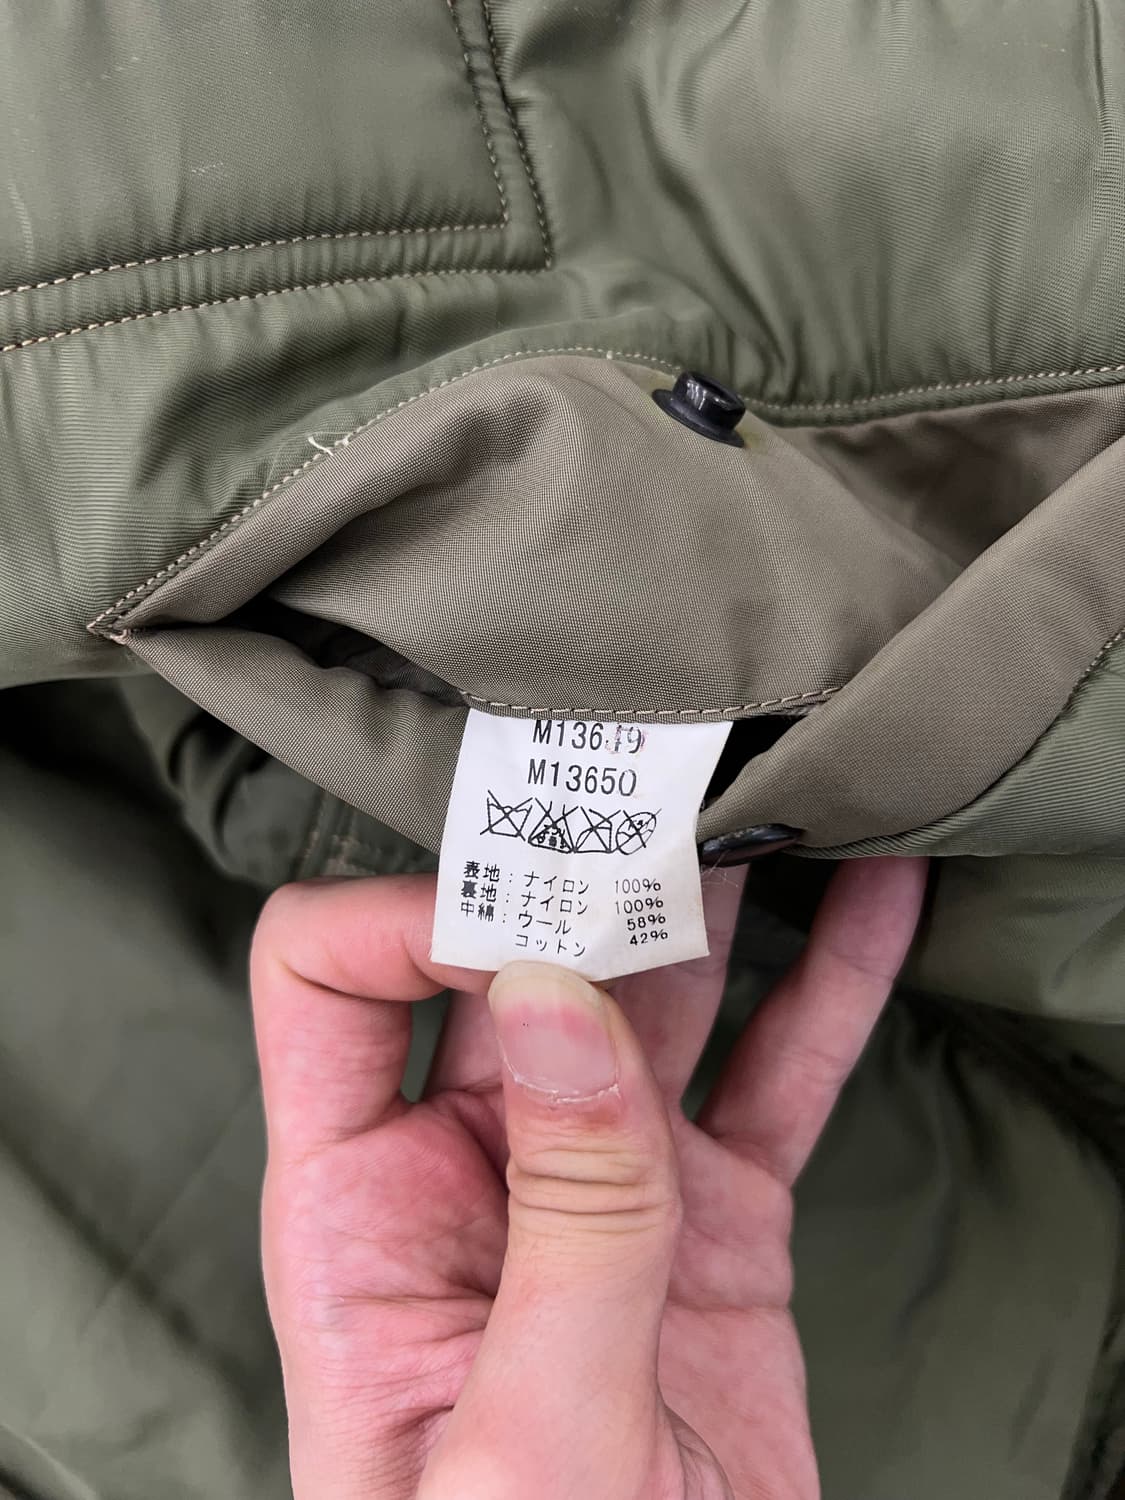 M13649
M13650
表地：ナイロン 100%
裏地：ナイロン 100%
中綿：ウール 58%
コットン 42%